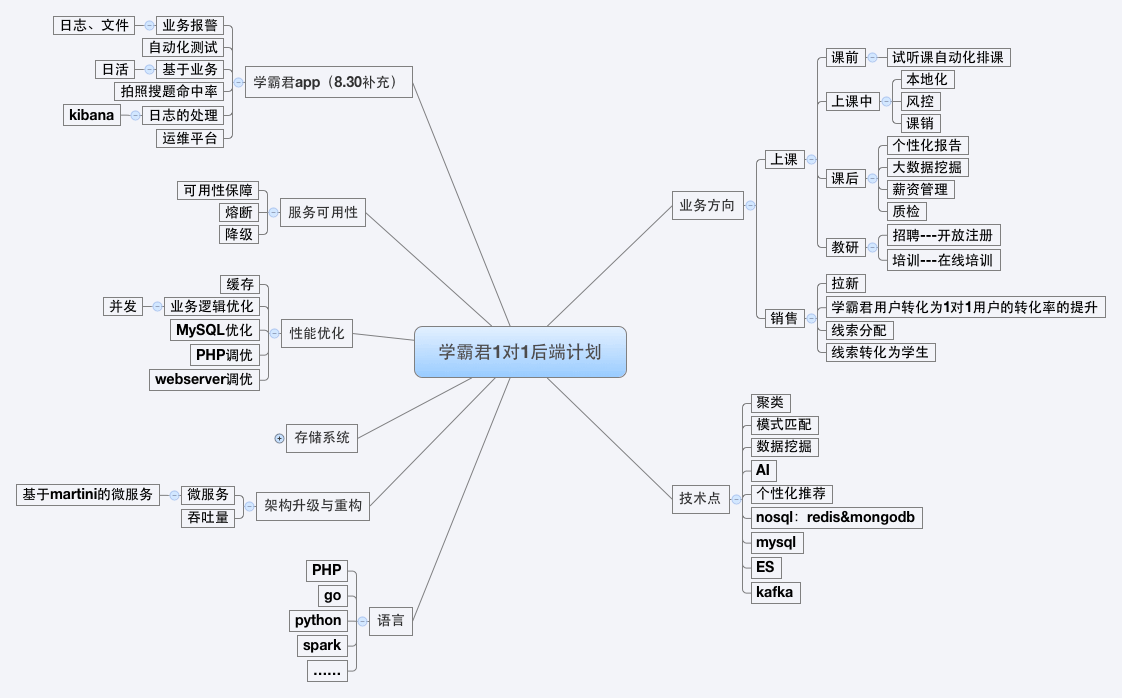 学霸君1对1后端计划
业务方向
上课
课前
试听课自动化排课
上课中
本地化
风控
课销
课后
个性化报告
大数据挖掘
薪资管理
质检
教研
招聘---开放注册
培训---在线培训
销售
拉新
学霸君用户转化为1对1用户的转化率的提升
线索分配
线索转化为学生
技术点
聚类
模式匹配
数据挖掘
AI
个性化推荐
nosql：redis&mongodb
mysql
ES
kafka
学霸君app（8.30补充）
业务报警
日志、文件
自动化测试
基于业务
日活
拍照搜题命中率
日志的处理
kibana
运维平台
服务可用性
可用性保障
熔断
降级
性能优化
缓存
业务逻辑优化
并发
MySQL优化
PHP调优
webserver调优
存储系统
架构升级与重构
微服务
基于martini的微服务
吞吐量
语言
PHP
go
python
spark
……